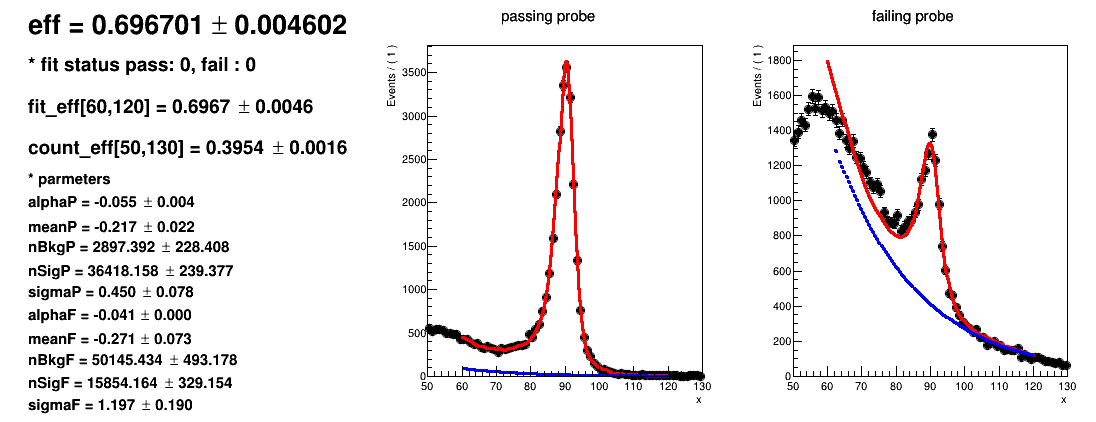 eff = 0.696701 ± 0.004602
* fit status pass: 0, fail : 0
fit_eff[60,120] = 0.6967 ± 0.0046
count_eff[50,130] = 0.3954 ± 0.0016
* parmeters
alphaP = -0.055 ± 0.004
meanP = -0.217 ± 0.022
nBkgP = 2897.392 ± 228.408
nSigP = 36418.158 ± 239.377
sigmaP = 0.450 ± 0.078
alphaF = -0.041 ± 0.000
meanF = -0.271 ± 0.073
nBkgF = 50145.434 ± 493.178
nSigF = 15854.164 ± 329.154
sigmaF = 1.197 ± 0.190
passing probe
Events / ( 1 )
3500
3000
2500
2000
1500
1000
500
0
50 60 70 80 90 100 110 120 130
x
failing probe
Events / ( 1 )
1800
1600
1400
1200
1000
800
600
400
200
0
50 60 70 80 90 100 110 120 130
x